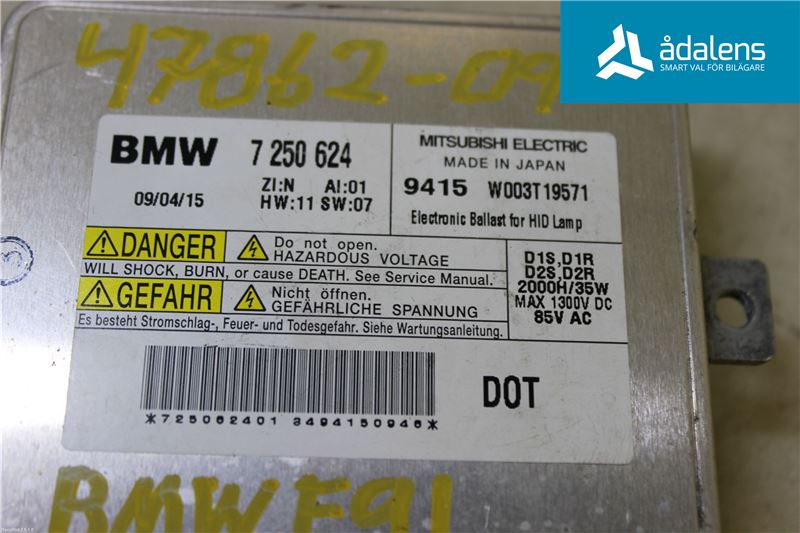 ådalens
SMART VAL FÖR BILÄGARE
47862-09
BMW 7 250 624
09/04/15
ZI:N AI:01
HW:11 SW:07
MITSUBISHI ELECTRIC
MADE IN JAPAN
9415 W003T19571
Electronic Ballast for HID Lamp
DANGER Do not open.
HAZARDOUS VOLTAGE
WILL SHOCK, BURN, or cause DEATH. See Service Manual.
GEFAHR Nicht öffnen.
GEFÄHRLICHE SPANNUNG
Es besteht Stromschlag-, Feuer- und Todesgefahr. Siehe Wartungsanleitung.
D1S,D1R
D2S,D2R
2000H/35W
MAX 1300V DC
85V AC
*725062401 3494150946*
DOT
BMW E91
3